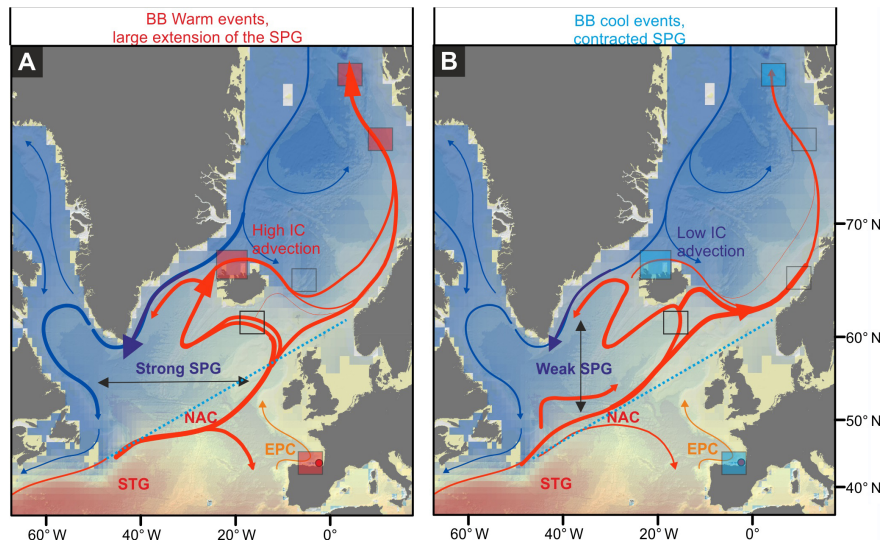 BB Warm events,
large extension of the SPG
BB cool events,
contracted SPG
A
High IC
advection
Strong SPG
NAC
EPC
STG
60° W
40° W
20° W
0°
B
Low IC
advection
Weak SPG
NAC
EPC
STG
70° N
60° N
50° N
40° N
60° W
40° W
20° W
0°